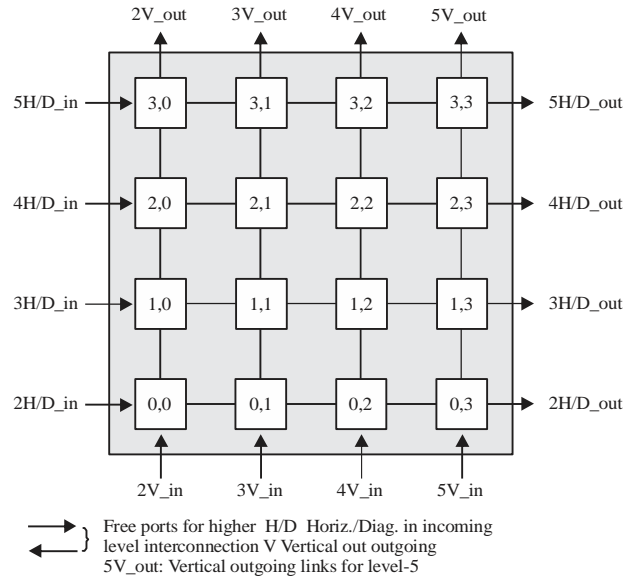 2V_out 3V_out 4V_out 5V_out
5H/D_in 3,0 3,1 3,2 3,3 5H/D_out
4H/D_in 2,0 2,1 2,2 2,3 4H/D_out
3H/D_in 1,0 1,1 1,2 1,3 3H/D_out
2H/D_in 0,0 0,1 0,2 0,3 2H/D_out
2V_in 3V_in 4V_in 5V_in
Free ports for higher H/D Horiz./Diag. in incoming
level interconnection V Vertical out outgoing
5V_out: Vertical outgoing links for level-5